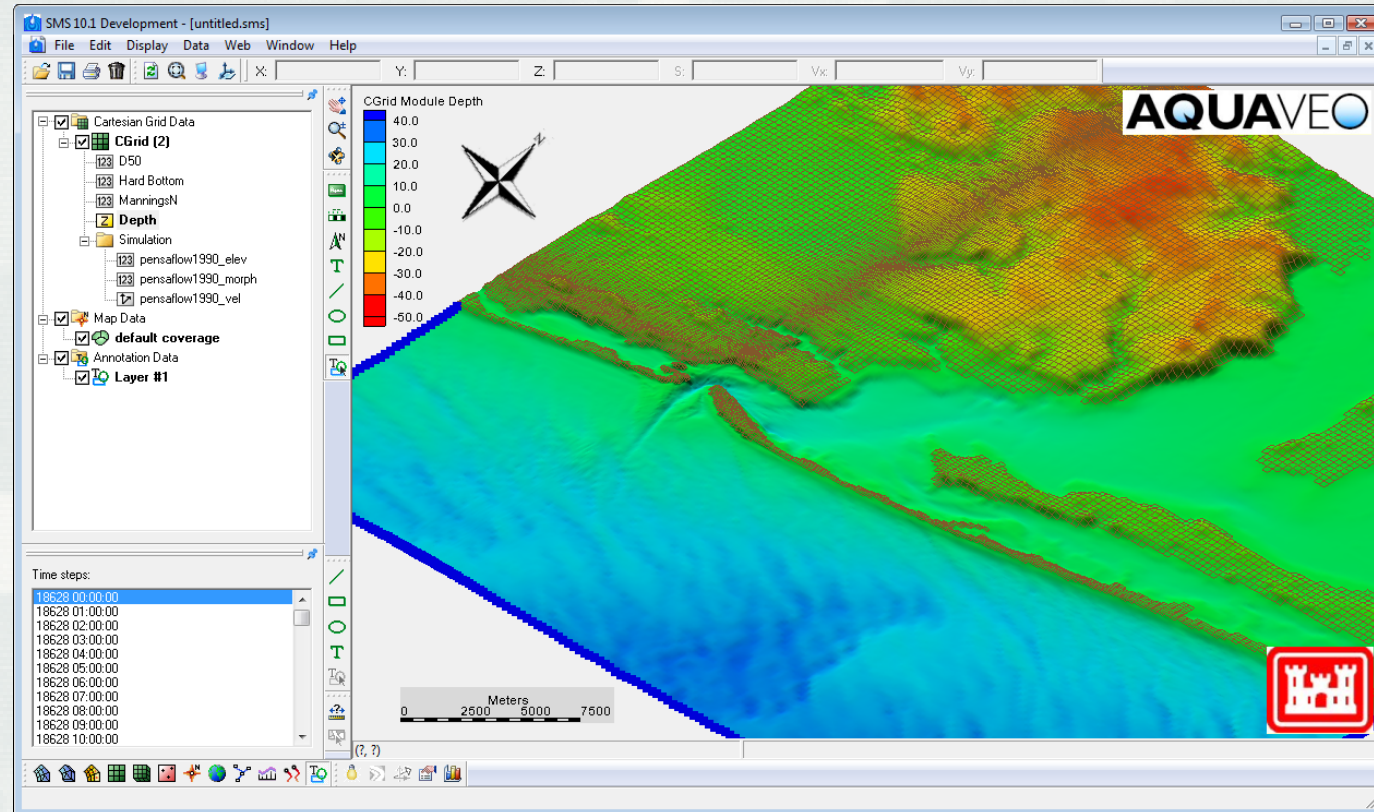 SMS 10.1 Development - [untitled.sms]
File Edit Display Data Web Window Help
X: Y: Z: S: Vx: Vy:
Cartesian Grid Data
CGrid (2)
123 D50
123 Hard Bottom
123 ManningsN
Z Depth
Simulation
123 pensaflow1990_elev
123 pensaflow1990_morph
pensaflow1990_vel
Map Data
default coverage
Annotation Data
Layer #1
Time steps:
18628 00:00:00
18628 01:00:00
18628 02:00:00
18628 03:00:00
18628 04:00:00
18628 05:00:00
18628 06:00:00
18628 07:00:00
18628 08:00:00
18628 09:00:00
18628 10:00:00
CGrid Module Depth
40.0
30.0
20.0
10.0
0.0
-10.0
-20.0
-30.0
-40.0
-50.0
N
AQUAVEO
Meters
0 2500 5000 7500
(?, ?)